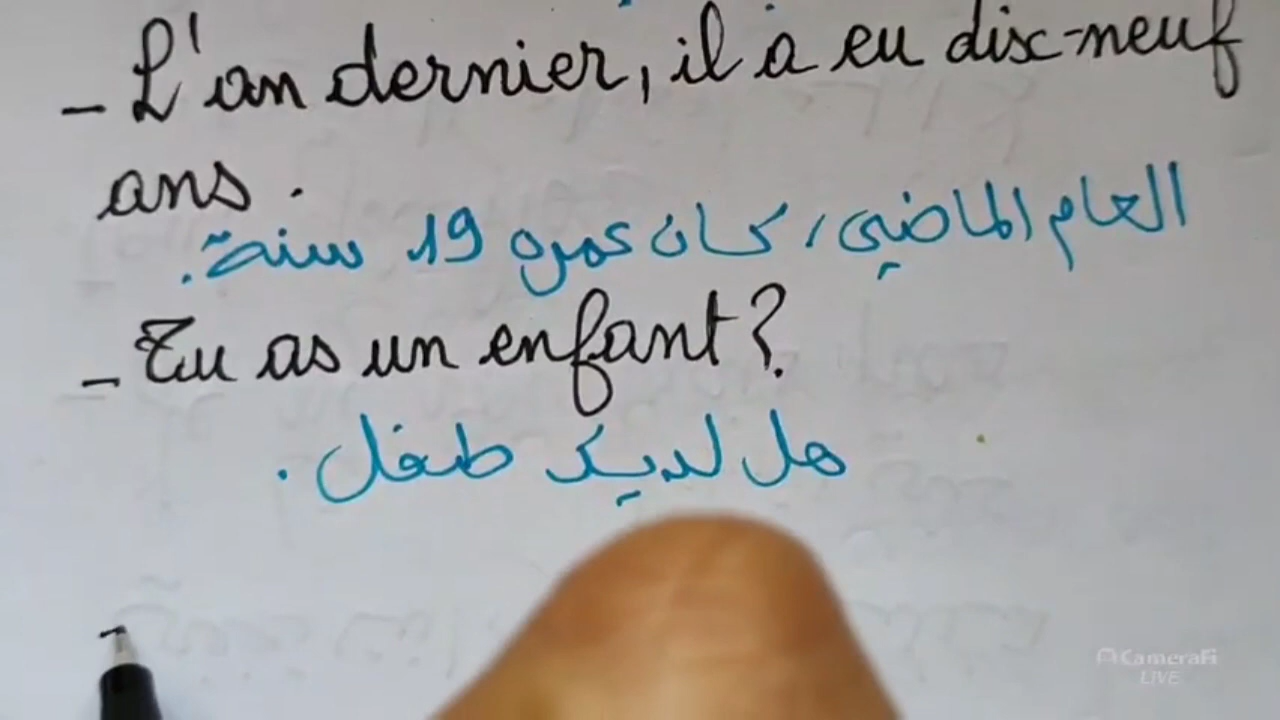 - L'an dernier, il a eu dix-neuf
ans.
العام الماضي، كان عمره 19 سنة.
- Tu as un enfant?
هل لديك طفل.
CameraFi
LIVE